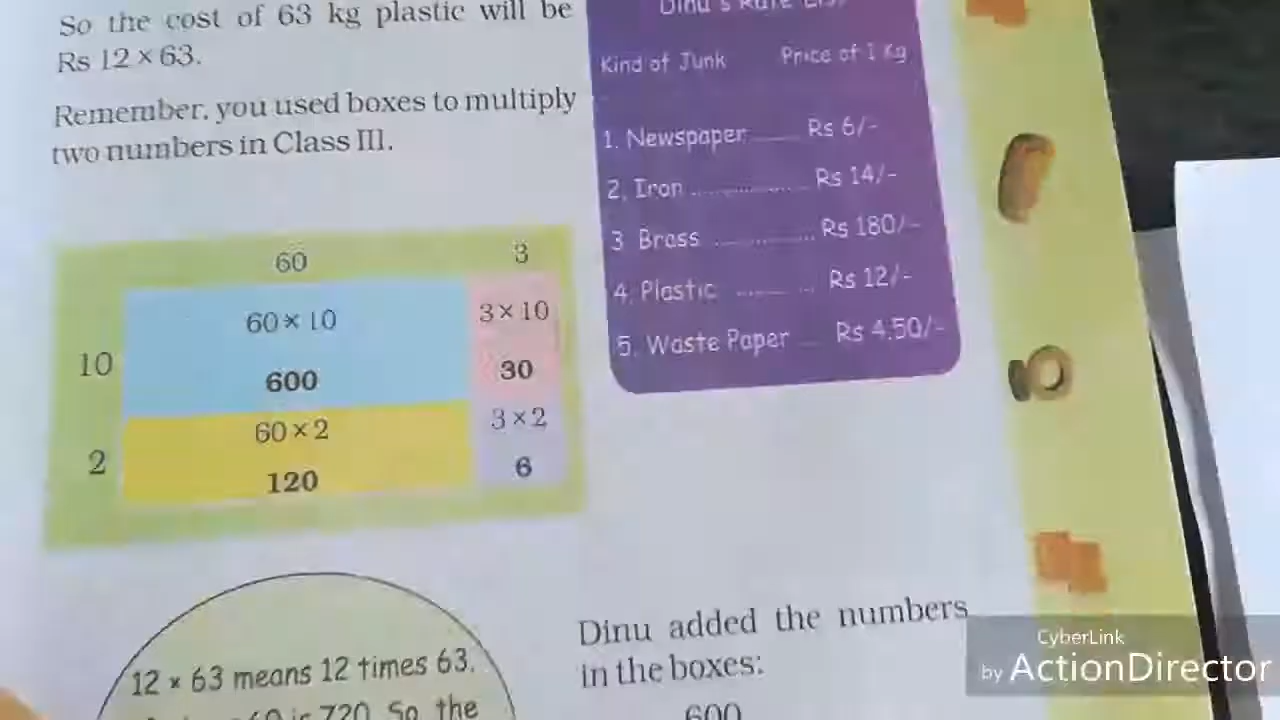 So the cost of 63 kg plastic will be
Rs 12 × 63.
Remember, you used boxes to multiply
two numbers in Class III.
60 3
60 × 10 3 × 10
10
600 30
60 × 2 3 × 2
2
120 6
Kind of Junk Price of 1 Kg
1. Newspaper ...... Rs 6/-
2. Iron .................. Rs 14/-
3 Brass ................ Rs 180/-
4. Plastic ............ Rs 12/-
5. Waste Paper .... Rs 4.50/-
12 × 63 means 12 times 63.
is 720. So, the
Dinu added the numbers
in the boxes:
600
CyberLink
by ActionDirector